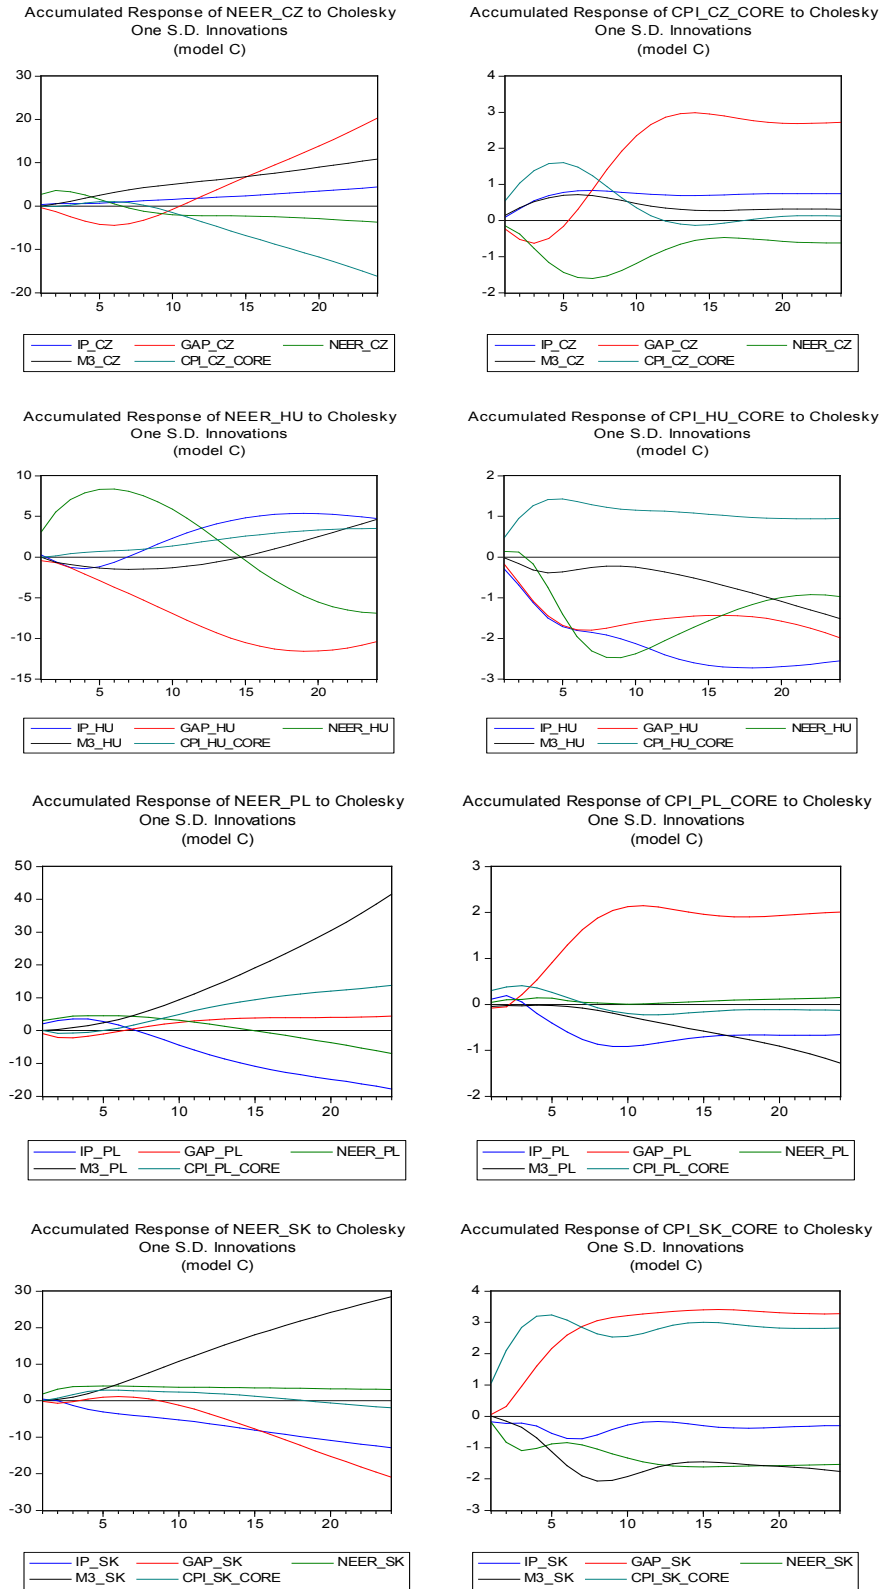 Accumulated Response of NEER_CZ to Cholesky
One S.D. Innovations
(model C)
30
20
10
0
-10
-20
5 10 15 20
IP_CZ GAP_CZ NEER_CZ
M3_CZ CPI_CZ_CORE
Accumulated Response of CPI_CZ_CORE to Cholesky
One S.D. Innovations
(model C)
4
3
2
1
0
-1
-2
5 10 15 20
IP_CZ GAP_CZ NEER_CZ
M3_CZ CPI_CZ_CORE
Accumulated Response of NEER_HU to Cholesky
One S.D. Innovations
(model C)
10
5
0
-5
-10
-15
5 10 15 20
IP_HU GAP_HU NEER_HU
M3_HU CPI_HU_CORE
Accumulated Response of CPI_HU_CORE to Cholesky
One S.D. Innovations
(model C)
2
1
0
-1
-2
-3
5 10 15 20
IP_HU GAP_HU NEER_HU
M3_HU CPI_HU_CORE
Accumulated Response of NEER_PL to Cholesky
One S.D. Innovations
(model C)
50
40
30
20
10
0
-10
-20
5 10 15 20
IP_PL GAP_PL NEER_PL
M3_PL CPI_PL_CORE
Accumulated Response of CPI_PL_CORE to Cholesky
One S.D. Innovations
(model C)
3
2
1
0
-1
-2
5 10 15 20
IP_PL GAP_PL NEER_PL
M3_PL CPI_PL_CORE
Accumulated Response of NEER_SK to Cholesky
One S.D. Innovations
(model C)
30
20
10
0
-10
-20
-30
5 10 15 20
IP_SK GAP_SK NEER_SK
M3_SK CPI_SK_CORE
Accumulated Response of CPI_SK_CORE to Cholesky
One S.D. Innovations
(model C)
4
3
2
1
0
-1
-2
-3
5 10 15 20
IP_SK GAP_SK NEER_SK
M3_SK CPI_SK_CORE